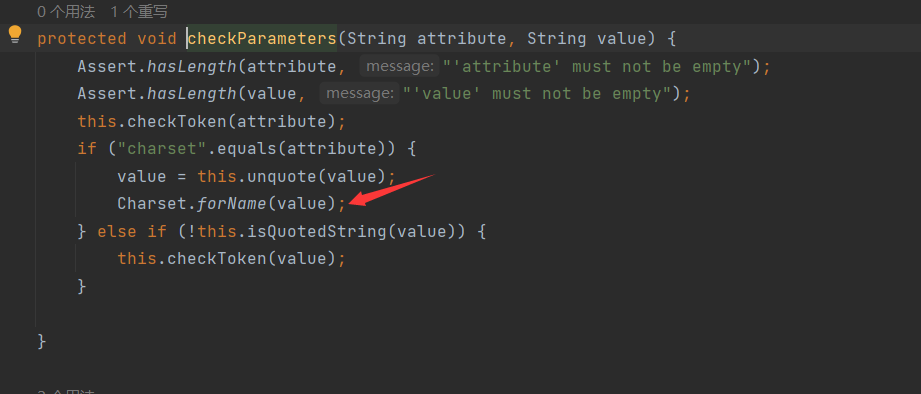 0 个用法 1 个重写
protected void checkParameters(String attribute, String value) {
Assert.hasLength(attribute, message: "'attribute' must not be empty");
Assert.hasLength(value, message: "'value' must not be empty");
this.checkToken(attribute);
if ("charset".equals(attribute)) {
value = this.unquote(value);
Charset.forName(value);
} else if (!this.isQuotedString(value)) {
this.checkToken(value);
}
}